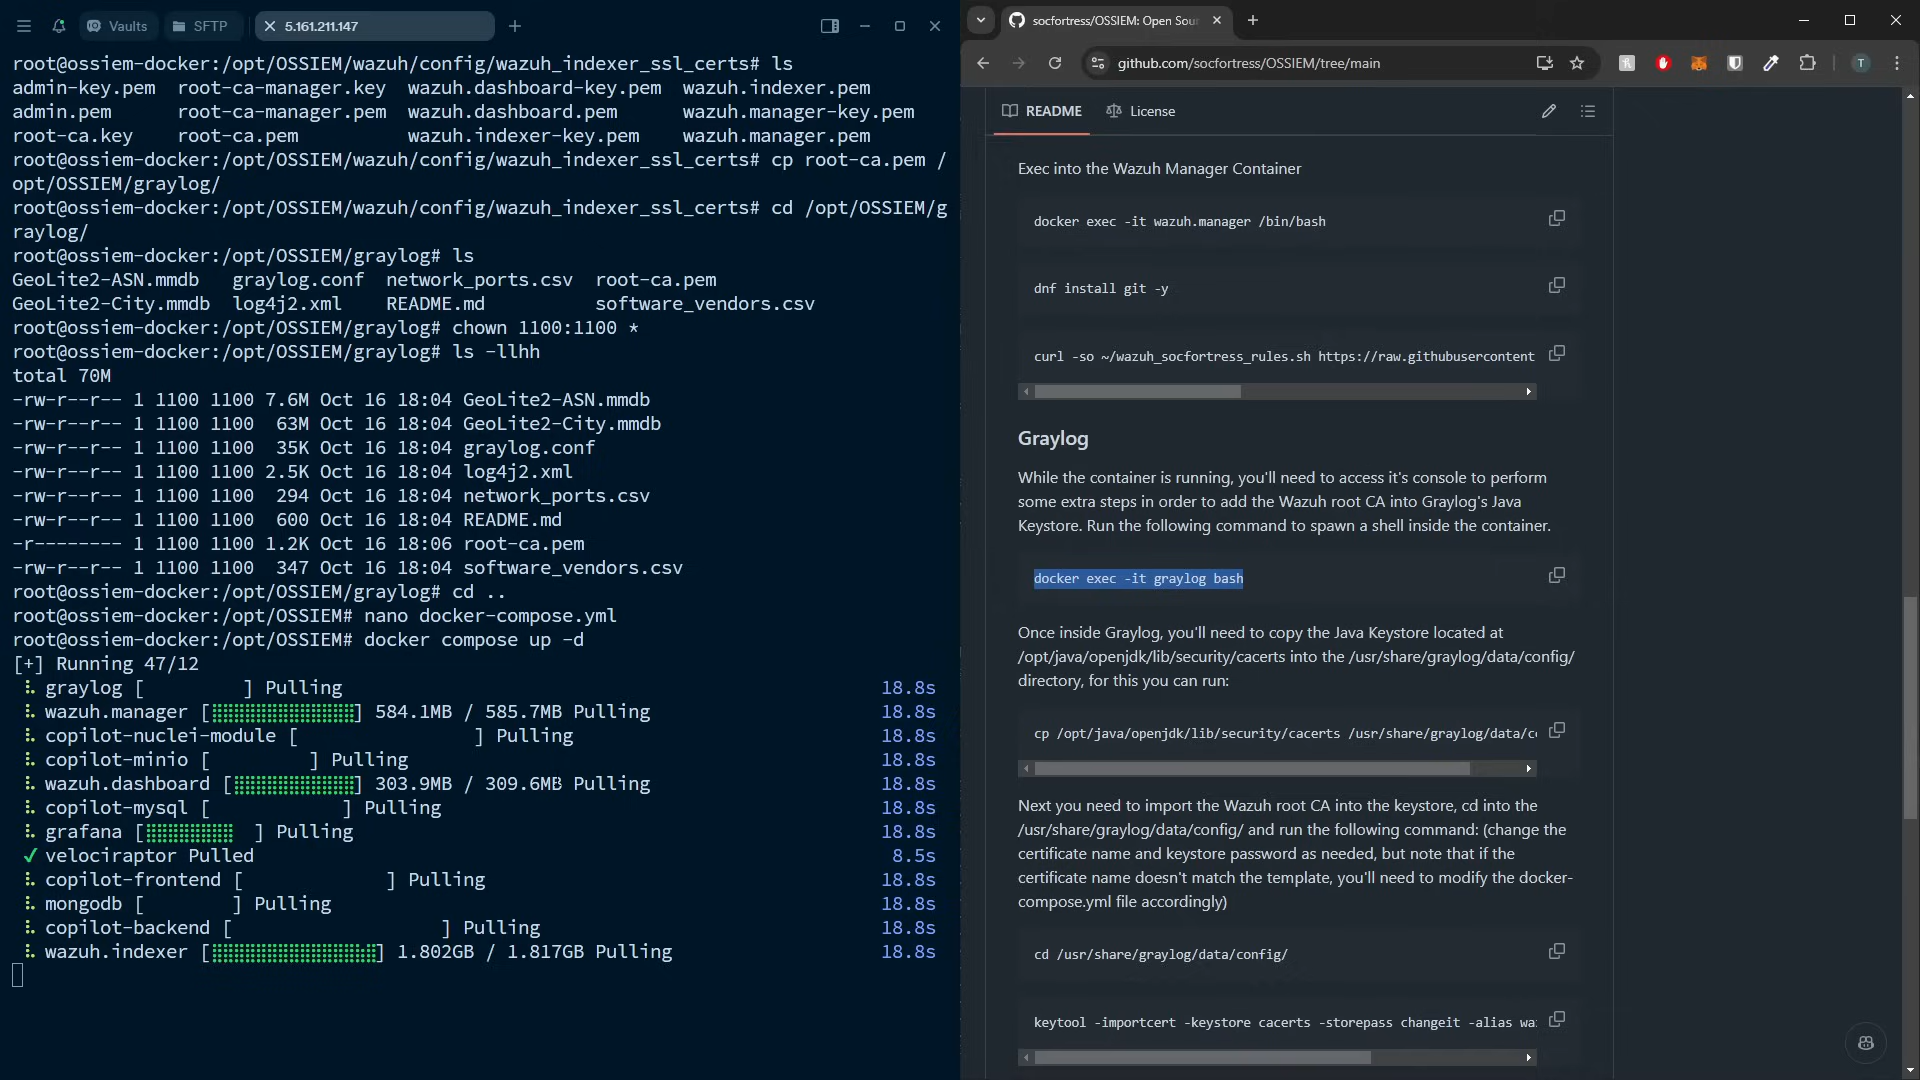 Vaults
SFTP
5.161.211.147
root@ossiem-docker:/opt/OSSIEM/wazuh/config/wazuh_indexer_ssl_certs# ls
admin-key.pem root-ca-manager.key wazuh.dashboard-key.pem wazuh.indexer.pem
admin.pem root-ca-manager.pem wazuh.dashboard.pem wazuh.manager-key.pem
root-ca.key root-ca.pem wazuh.indexer-key.pem wazuh.manager.pem
root@ossiem-docker:/opt/OSSIEM/wazuh/config/wazuh_indexer_ssl_certs# cp root-ca.pem /
opt/OSSIEM/graylog/
root@ossiem-docker:/opt/OSSIEM/wazuh/config/wazuh_indexer_ssl_certs# cd /opt/OSSIEM/g
raylog/
root@ossiem-docker:/opt/OSSIEM/graylog# ls
GeoLite2-ASN.mmdb graylog.conf network_ports.csv root-ca.pem
GeoLite2-City.mmdb log4j2.xml README.md software_vendors.csv
root@ossiem-docker:/opt/OSSIEM/graylog# chown 1100:1100 *
root@ossiem-docker:/opt/OSSIEM/graylog# ls -llhh
total 70M
-rw-r--r-- 1 1100 1100 7.6M Oct 16 18:04 GeoLite2-ASN.mmdb
-rw-r--r-- 1 1100 1100 63M Oct 16 18:04 GeoLite2-City.mmdb
-rw-r--r-- 1 1100 1100 35K Oct 16 18:04 graylog.conf
-rw-r--r-- 1 1100 1100 2.5K Oct 16 18:04 log4j2.xml
-rw-r--r-- 1 1100 1100 294 Oct 16 18:04 network_ports.csv
-rw-r--r-- 1 1100 1100 600 Oct 16 18:04 README.md
-r-------- 1 1100 1100 1.2K Oct 16 18:06 root-ca.pem
-rw-r--r-- 1 1100 1100 347 Oct 16 18:04 software_vendors.csv
root@ossiem-docker:/opt/OSSIEM/graylog# cd ..
root@ossiem-docker:/opt/OSSIEM# nano docker-compose.yml
root@ossiem-docker:/opt/OSSIEM# docker compose up -d
[+] Running 47/12
graylog [ ] Pulling 18.8s
wazuh.manager [⣿⣿⣿⣿⣿⣿⣿⣿⣿⣿⣿⣿⣿] 584.1MB / 585.7MB Pulling 18.8s
copilot-nuclei-module [ ] Pulling 18.8s
copilot-minio [ ] Pulling 18.8s
wazuh.dashboard [⣿⣿⣿⣿⣿⣿⣿⣿⣿⣿⣿] 303.9MB / 309.6MB Pulling 18.8s
copilot-mysql [ ] Pulling 18.8s
grafana [⣿⣿⣿⣿⣿⣿⣿⣿ ] Pulling 18.8s
✔ velociraptor Pulled 8.5s
copilot-frontend [ ] Pulling 18.8s
mongodb [ ] Pulling 18.8s
copilot-backend [ ] Pulling 18.8s
wazuh.indexer [⣿⣿⣿⣿⣿⣿⣿⣿⣿⣿⣿⣿⣿⣿⣿] 1.802GB / 1.817GB Pulling 18.8s
socfortress/OSSIEM: Open Sou
github.com/socfortress/OSSIEM/tree/main
T
README
License
Exec into the Wazuh Manager Container
docker exec -it wazuh.manager /bin/bash
dnf install git -y
curl -so ~/wazuh_socfortress_rules.sh https://raw.githubusercontent
Graylog
While the container is running, you'll need to access it's console to perform
some extra steps in order to add the Wazuh root CA into Graylog's Java
Keystore. Run the following command to spawn a shell inside the container.
docker exec -it graylog bash
Once inside Graylog, you'll need to copy the Java Keystore located at
/opt/java/openjdk/lib/security/cacerts into the /usr/share/graylog/data/config/
directory, for this you can run:
cp /opt/java/openjdk/lib/security/cacerts /usr/share/graylog/data/c
Next you need to import the Wazuh root CA into the keystore, cd into the
/usr/share/graylog/data/config/ and run the following command: (change the
certificate name and keystore password as needed, but note that if the
certificate name doesn't match the template, you'll need to modify the docker-
compose.yml file accordingly)
cd /usr/share/graylog/data/config/
keytool -importcert -keystore cacerts -storepass changeit -alias wa